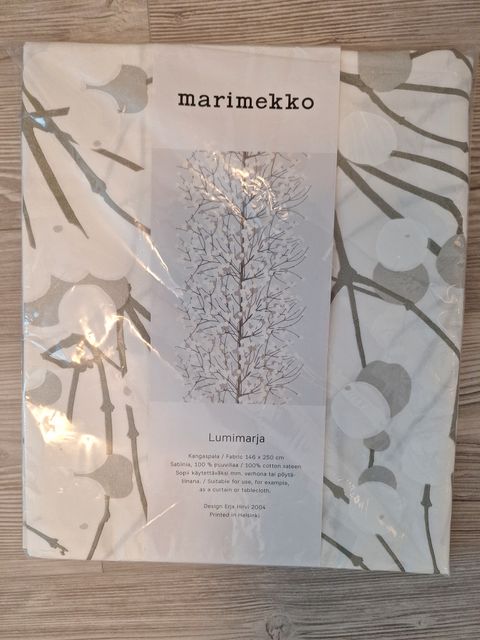 marimekko
Lumimarja
Kangaspala / Fabric 146 x 250 cm
Satiinia, 100 % puuvillaa / 100% cotton sateen
Sopii käytettäväksi mm. verhona tai pöytä-
liinana. / Suitable for use, for example,
as a curtain or tablecloth.
Design Erja Hirvi 2004
Printed in Helsinki